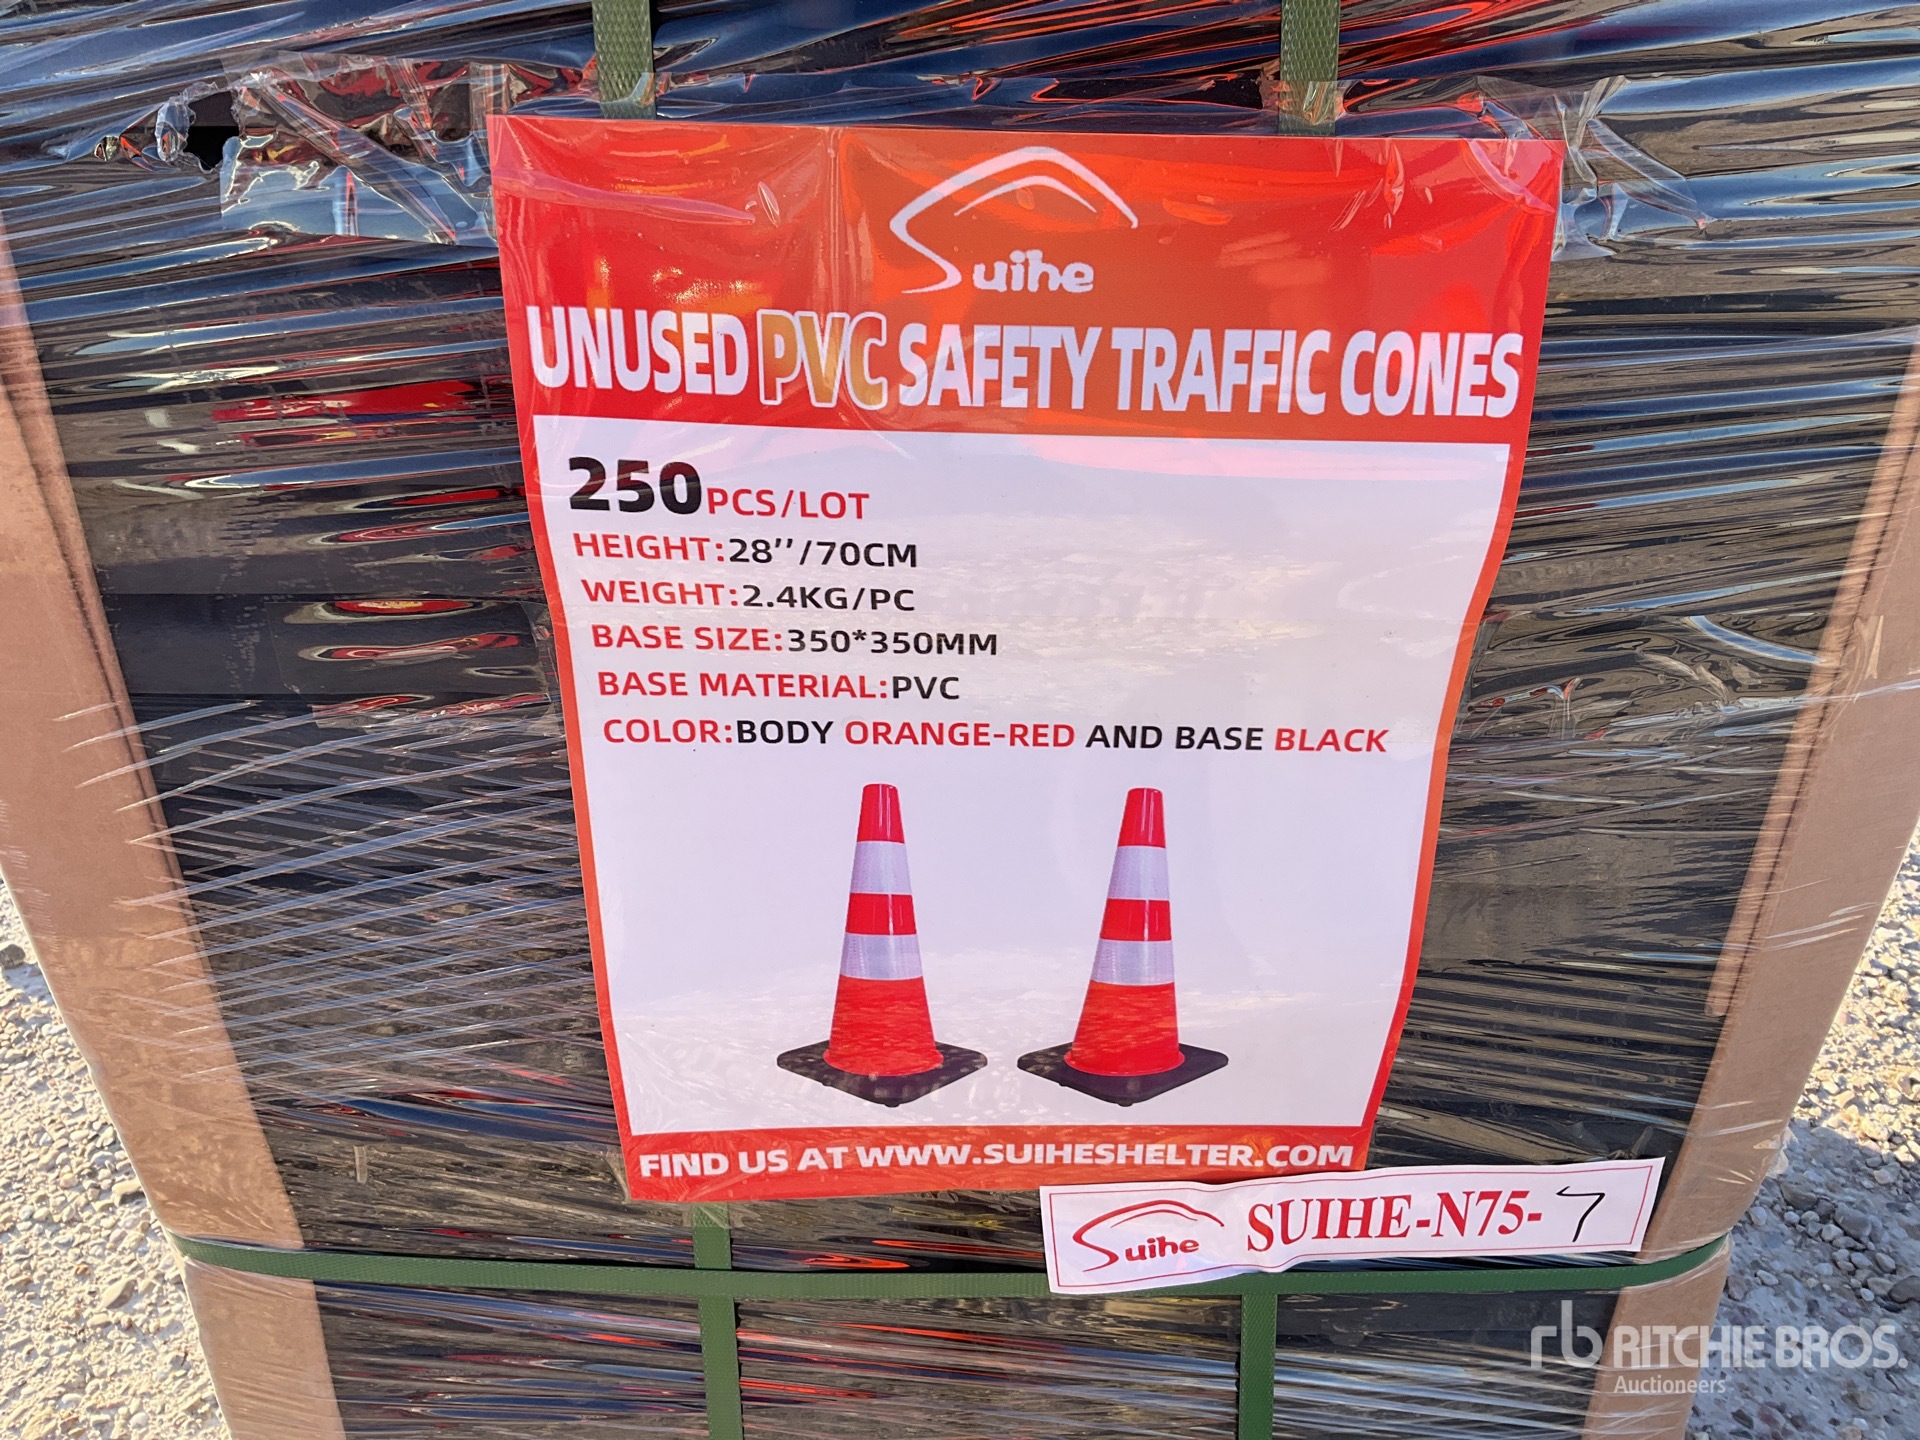 Suihe
UNUSED PVC SAFETY TRAFFIC CONES
250PCS/LOT
HEIGHT:28''/70CM
WEIGHT:2.4KG/PC
BASE SIZE:350*350MM
BASE MATERIAL:PVC
COLOR:BODY ORANGE-RED AND BASE BLACK
FIND US AT WWW.SUIHESHELTER.COM
Suihe SUIHE-N75-7
rb RITCHIE BROS.
Auctioneers